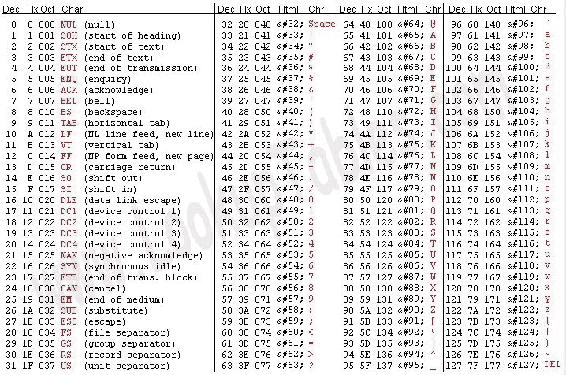 Dec Hx Oct Char Dec Hx Oct Html Chr Dec Hx Oct Html Chr Dec Hx Oct Html Chr
0 0 000 NUL (null) 32 20 040 &#32; Space 64 40 100 &#64; @ 96 60 140 &#96; `
1 1 001 SOH (start of heading) 33 21 041 &#33; ! 65 41 101 &#65; A 97 61 141 &#97; a
2 2 002 STX (start of text) 34 22 042 &#34; " 66 42 102 &#66; B 98 62 142 &#98; b
3 3 003 ETX (end of text) 35 23 043 &#35; # 67 43 103 &#67; C 99 63 143 &#99; c
4 4 004 EOT (end of transmission) 36 24 044 &#36; $ 68 44 104 &#68; D 100 64 144 &#100; d
5 5 005 ENQ (enquiry) 37 25 045 &#37; % 69 45 105 &#69; E 101 65 145 &#101; e
6 6 006 ACK (acknowledge) 38 26 046 &#38; & 70 46 106 &#70; F 102 66 146 &#102; f
7 7 007 BEL (bell) 39 27 047 &#39; ' 71 47 107 &#71; G 103 67 147 &#103; g
8 8 010 BS (backspace) 40 28 050 &#40; ( 72 48 110 &#72; H 104 68 150 &#104; h
9 9 011 TAB (horizontal tab) 41 29 051 &#41; ) 73 49 111 &#73; I 105 69 151 &#105; i
10 A 012 LF (NL line feed, new line) 42 2A 052 &#42; * 74 4A 112 &#74; J 106 6A 152 &#106; j
11 B 013 VT (vertical tab) 43 2B 053 &#43; + 75 4B 113 &#75; K 107 6B 153 &#107; k
12 C 014 FF (NP form feed, new page) 44 2C 054 &#44; , 76 4C 114 &#76; L 108 6C 154 &#108; l
13 D 015 CR (carriage return) 45 2D 055 &#45; - 77 4D 115 &#77; M 109 6D 155 &#109; m
14 E 016 SO (shift out) 46 2E 056 &#46; . 78 4E 116 &#78; N 110 6E 156 &#110; n
15 F 017 SI (shift in) 47 2F 057 &#47; / 79 4F 117 &#79; O 111 6F 157 &#111; o
16 10 020 DLE (data link escape) 48 30 060 &#48; 0 80 50 120 &#80; P 112 70 160 &#112; p
17 11 021 DC1 (device control 1) 49 31 061 &#49; 1 81 51 121 &#81; Q 113 71 161 &#113; q
18 12 022 DC2 (device control 2) 50 32 062 &#50; 2 82 52 122 &#82; R 114 72 162 &#114; r
19 13 023 DC3 (device control 3) 51 33 063 &#51; 3 83 53 123 &#83; S 115 73 163 &#115; s
20 14 024 DC4 (device control 4) 52 34 064 &#52; 4 84 54 124 &#84; T 116 74 164 &#116; t
21 15 025 NAK (negative acknowledge) 53 35 065 &#53; 5 85 55 125 &#85; U 117 75 165 &#117; u
22 16 026 SYN (synchronous idle) 54 36 066 &#54; 6 86 56 126 &#86; V 118 76 166 &#118; v
23 17 027 ETB (end of trans. block) 55 37 067 &#55; 7 87 57 127 &#87; W 119 77 167 &#119; w
24 18 030 CAN (cancel) 56 38 070 &#56; 8 88 58 130 &#88; X 120 78 170 &#120; x
25 19 031 EM (end of medium) 57 39 071 &#57; 9 89 59 131 &#89; Y 121 79 171 &#121; y
26 1A 032 SUB (substitute) 58 3A 072 &#58; : 90 5A 132 &#90; Z 122 7A 172 &#122; z
27 1B 033 ESC (escape) 59 3B 073 &#59; ; 91 5B 133 &#91; [ 123 7B 173 &#123; {
28 1C 034 FS (file separator) 60 3C 074 &#60; < 92 5C 134 &#92; \ 124 7C 174 &#124; |
29 1D 035 GS (group separator) 61 3D 075 &#61; = 93 5D 135 &#93; ] 125 7D 175 &#125; }
30 1E 036 RS (record separator) 62 3E 076 &#62; > 94 5E 136 &#94; ^ 126 7E 176 &#126; ~
31 1F 037 US (unit separator) 63 3F 077 &#63; ? 95 5F 137 &#95; _ 127 7F 177 &#127; DEL